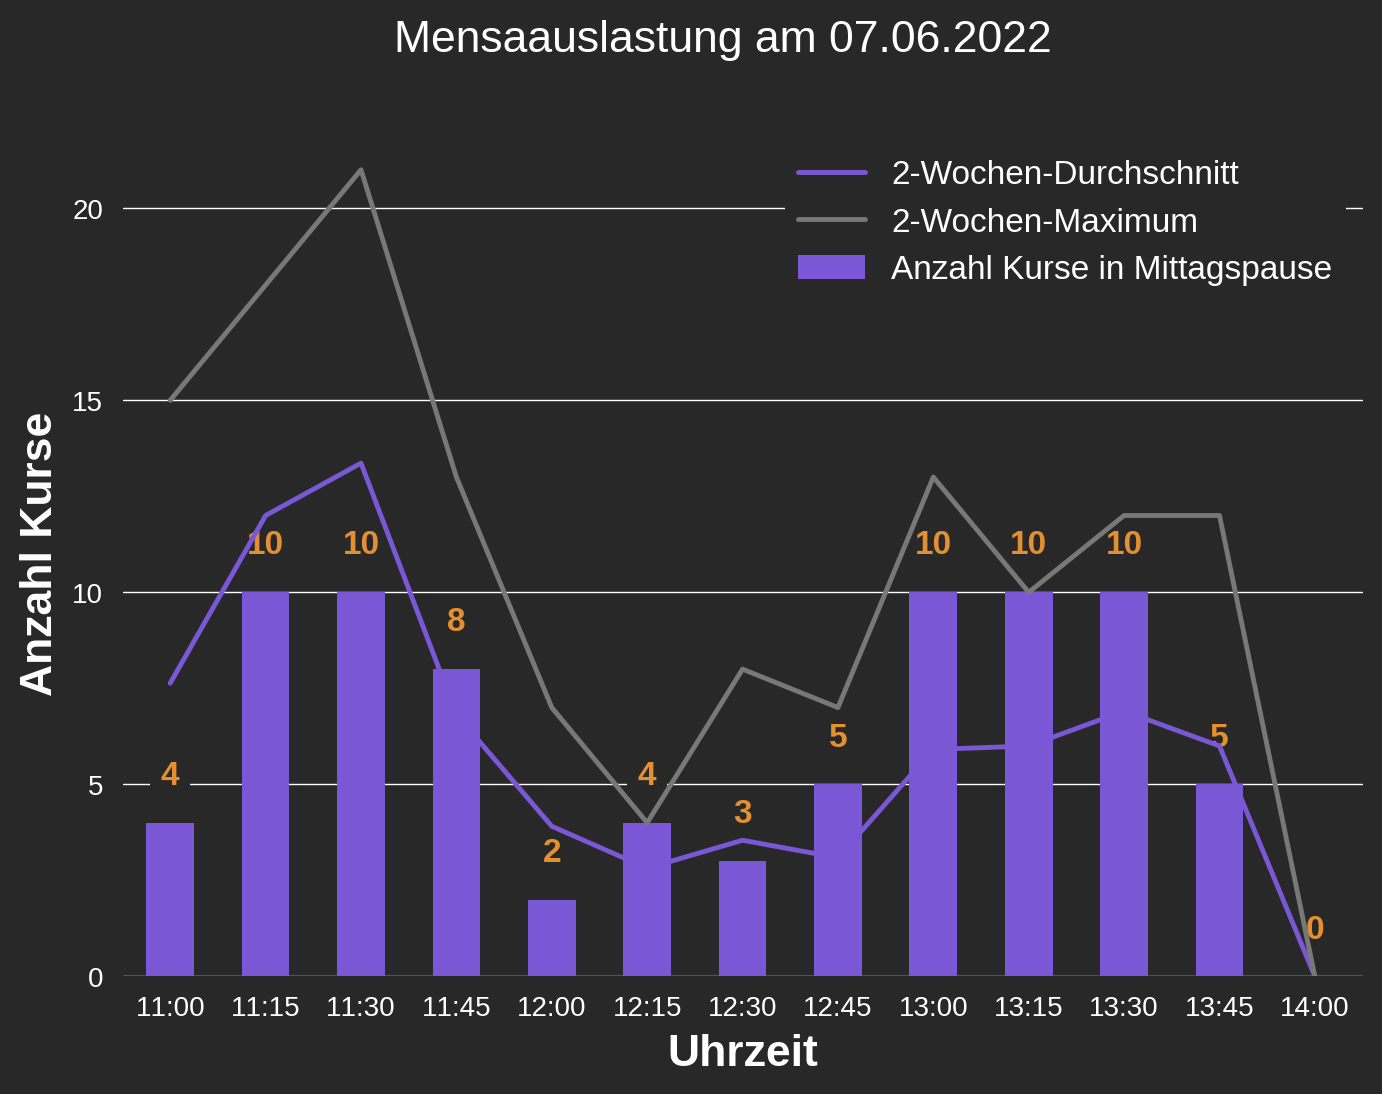 Mensaauslastung am 07.06.2022
2-Wochen-Durchschnitt
2-Wochen-Maximum
Anzahl Kurse in Mittagspause
Anzahl Kurse
20
15
10
5
0
4
10
10
8
2
4
3
5
10
10
10
5
0
11:00 11:15 11:30 11:45 12:00 12:15 12:30 12:45 13:00 13:15 13:30 13:45 14:00
Uhrzeit